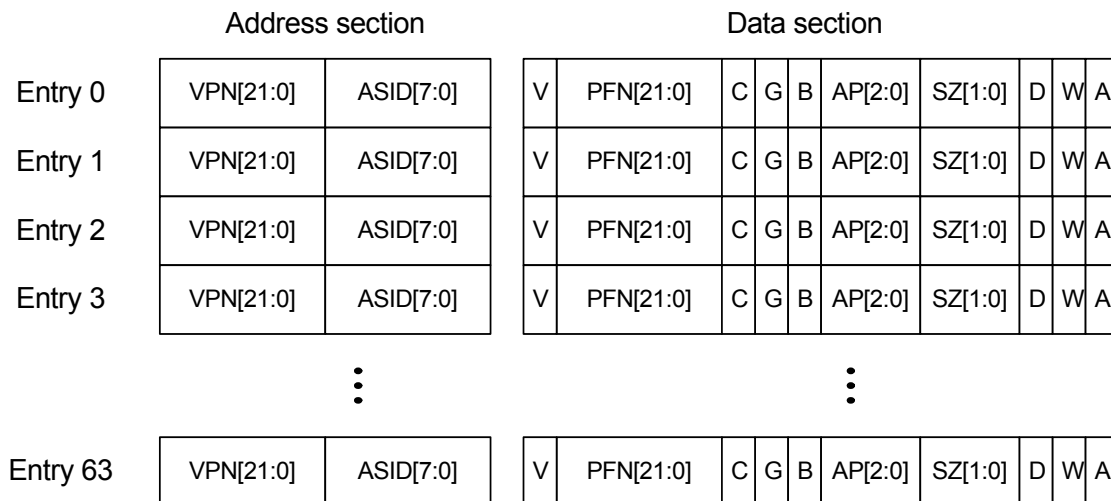 Address section Data section
Entry 0 VPN[21:0] ASID[7:0] V PFN[21:0] C G B AP[2:0] SZ[1:0] D W A
Entry 1 VPN[21:0] ASID[7:0] V PFN[21:0] C G B AP[2:0] SZ[1:0] D W A
Entry 2 VPN[21:0] ASID[7:0] V PFN[21:0] C G B AP[2:0] SZ[1:0] D W A
Entry 3 VPN[21:0] ASID[7:0] V PFN[21:0] C G B AP[2:0] SZ[1:0] D W A
Entry 63 VPN[21:0] ASID[7:0] V PFN[21:0] C G B AP[2:0] SZ[1:0] D W A